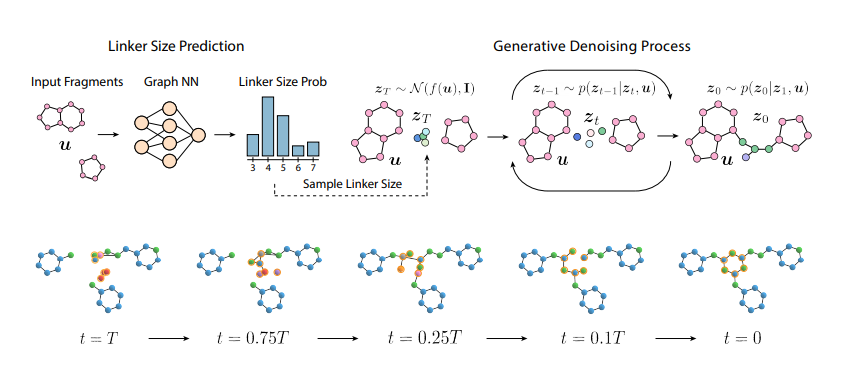 Linker Size Prediction
Generative Denoising Process
Input Fragments
Graph NN
Linker Size Prob
u
3 4 5 6 7
Sample Linker Size
z_T ∼ 𝒩(f(u), I)
z_T
u
z_{t−1} ∼ p(z_{t−1}|z_t, u)
z_t
u
z_0 ∼ p(z_0|z_1, u)
z_0
u
t = T
t = 0.75T
t = 0.25T
t = 0.1T
t = 0